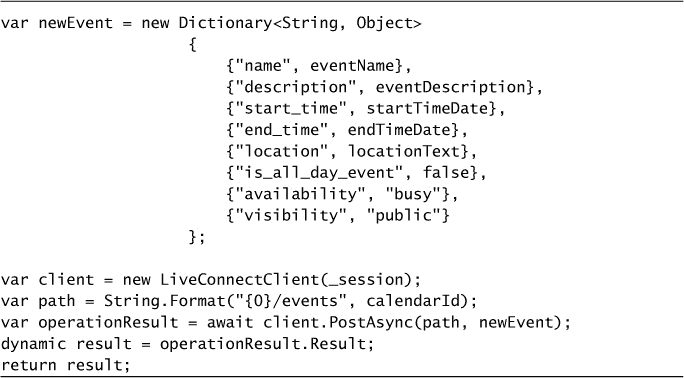 var newEvent = new Dictionary<String, Object>
{
{"name", eventName},
{"description", eventDescription},
{"start_time", startTimeDate},
{"end_time", endTimeDate},
{"location", locationText},
{"is_all_day_event", false},
{"availability", "busy"},
{"visibility", "public"}
};
var client = new LiveConnectClient(_session);
var path = String.Format("{0}/events", calendarId);
var operationResult = await client.PostAsync(path, newEvent);
dynamic result = operationResult.Result;
return result;